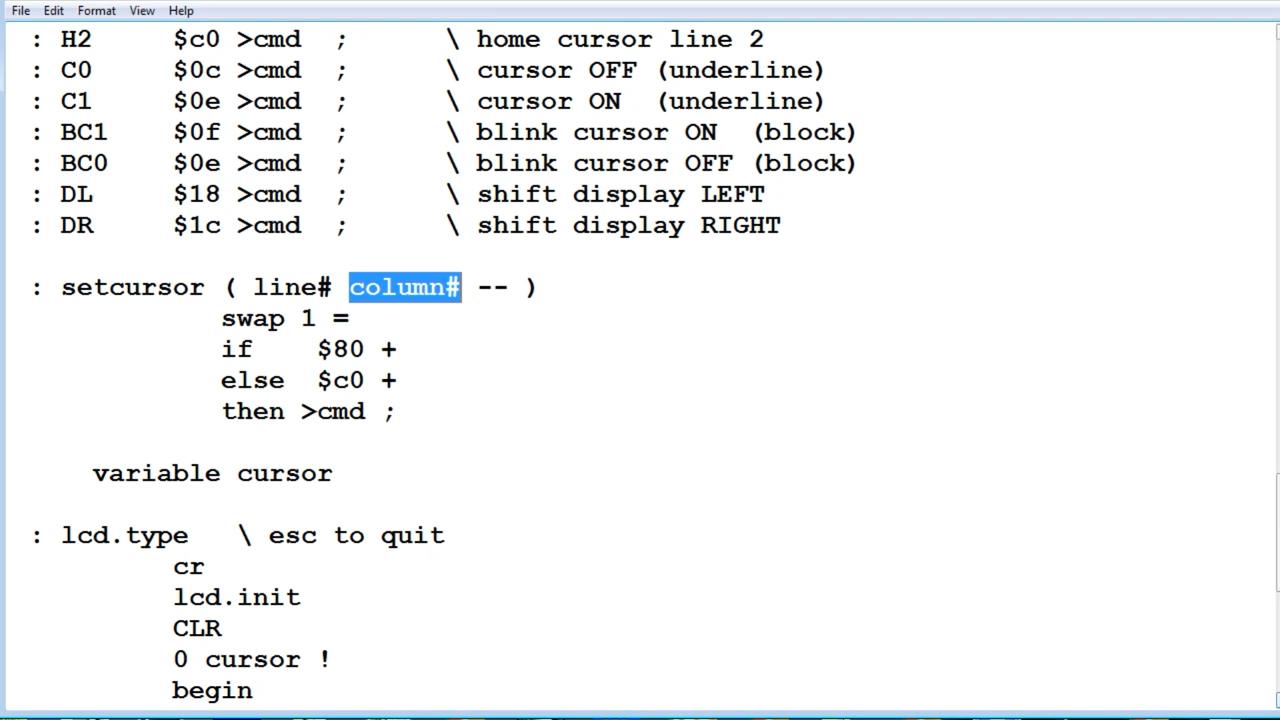 File Edit Format View Help
: H2 $c0 >cmd ; \ home cursor line 2
: C0 $0c >cmd ; \ cursor OFF (underline)
: C1 $0e >cmd ; \ cursor ON (underline)
: BC1 $0f >cmd ; \ blink cursor ON (block)
: BC0 $0e >cmd ; \ blink cursor OFF (block)
: DL $18 >cmd ; \ shift display LEFT
: DR $1c >cmd ; \ shift display RIGHT
: setcursor ( line# column# -- )
swap 1 =
if $80 +
else $c0 +
then >cmd ;
variable cursor
: lcd.type \ esc to quit
cr
lcd.init
CLR
0 cursor !
begin